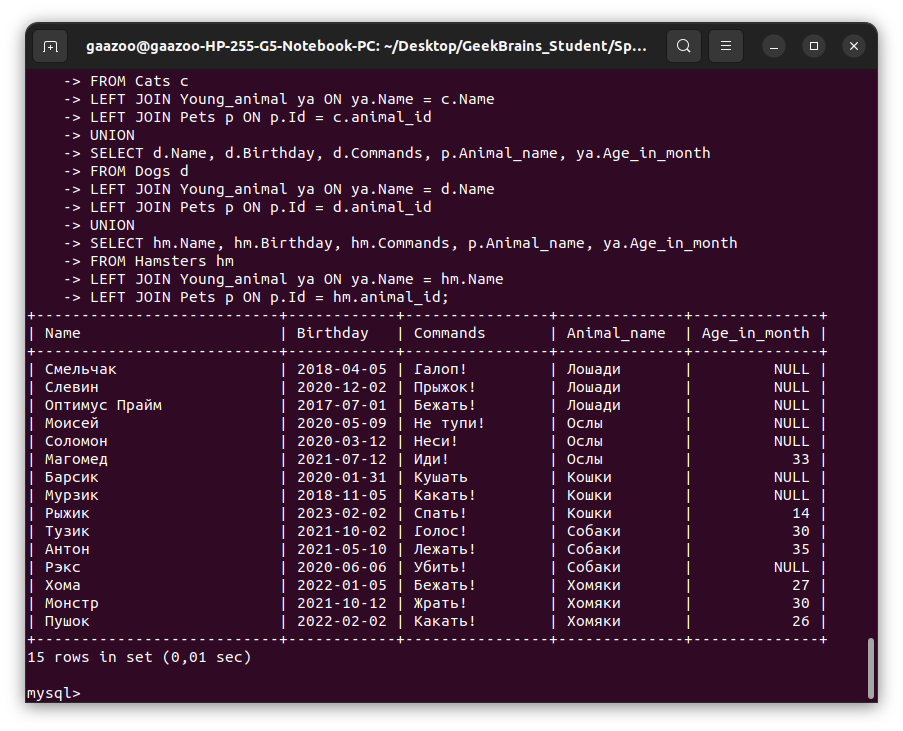 gaazoo@gaazoo-HP-255-G5-Notebook-PC: ~/Desktop/GeekBrains_Student/Sp...
    -> FROM Cats c
    -> LEFT JOIN Young_animal ya ON ya.Name = c.Name
    -> LEFT JOIN Pets p ON p.Id = c.animal_id
    -> UNION
    -> SELECT d.Name, d.Birthday, d.Commands, p.Animal_name, ya.Age_in_month
    -> FROM Dogs d
    -> LEFT JOIN Young_animal ya ON ya.Name = d.Name
    -> LEFT JOIN Pets p ON p.Id = d.animal_id
    -> UNION
    -> SELECT hm.Name, hm.Birthday, hm.Commands, p.Animal_name, ya.Age_in_month
    -> FROM Hamsters hm
    -> LEFT JOIN Young_animal ya ON ya.Name = hm.Name
    -> LEFT JOIN Pets p ON p.Id = hm.animal_id;
+---------------------------+------------+----------------+--------------+--------------+
| Name                      | Birthday   | Commands       | Animal_name  | Age_in_month |
+---------------------------+------------+----------------+--------------+--------------+
| Смельчак                  | 2018-04-05 | Галоп!         | Лошади       |         NULL |
| Слевин                    | 2020-12-02 | Прыжок!        | Лошади       |         NULL |
| Оптимус Прайм             | 2017-07-01 | Бежать!        | Лошади       |         NULL |
| Моисей                    | 2020-05-09 | Не тупи!       | Ослы         |         NULL |
| Соломон                   | 2020-03-12 | Неси!          | Ослы         |         NULL |
| Магомед                   | 2021-07-12 | Иди!           | Ослы         |           33 |
| Барсик                    | 2020-01-31 | Кушать         | Кошки        |         NULL |
| Мурзик                    | 2018-11-05 | Какать!        | Кошки        |         NULL |
| Рыжик                     | 2023-02-02 | Спать!         | Кошки        |           14 |
| Тузик                     | 2021-10-02 | Голос!         | Собаки       |           30 |
| Антон                     | 2021-05-10 | Лежать!        | Собаки       |           35 |
| Рэкс                      | 2020-06-06 | Убить!         | Собаки       |         NULL |
| Хома                      | 2022-01-05 | Бежать!        | Хомяки       |           27 |
| Монстр                    | 2021-10-12 | Жрать!         | Хомяки       |           30 |
| Пушок                     | 2022-02-02 | Какать!        | Хомяки       |           26 |
+---------------------------+------------+----------------+--------------+--------------+
15 rows in set (0,01 sec)
mysql>